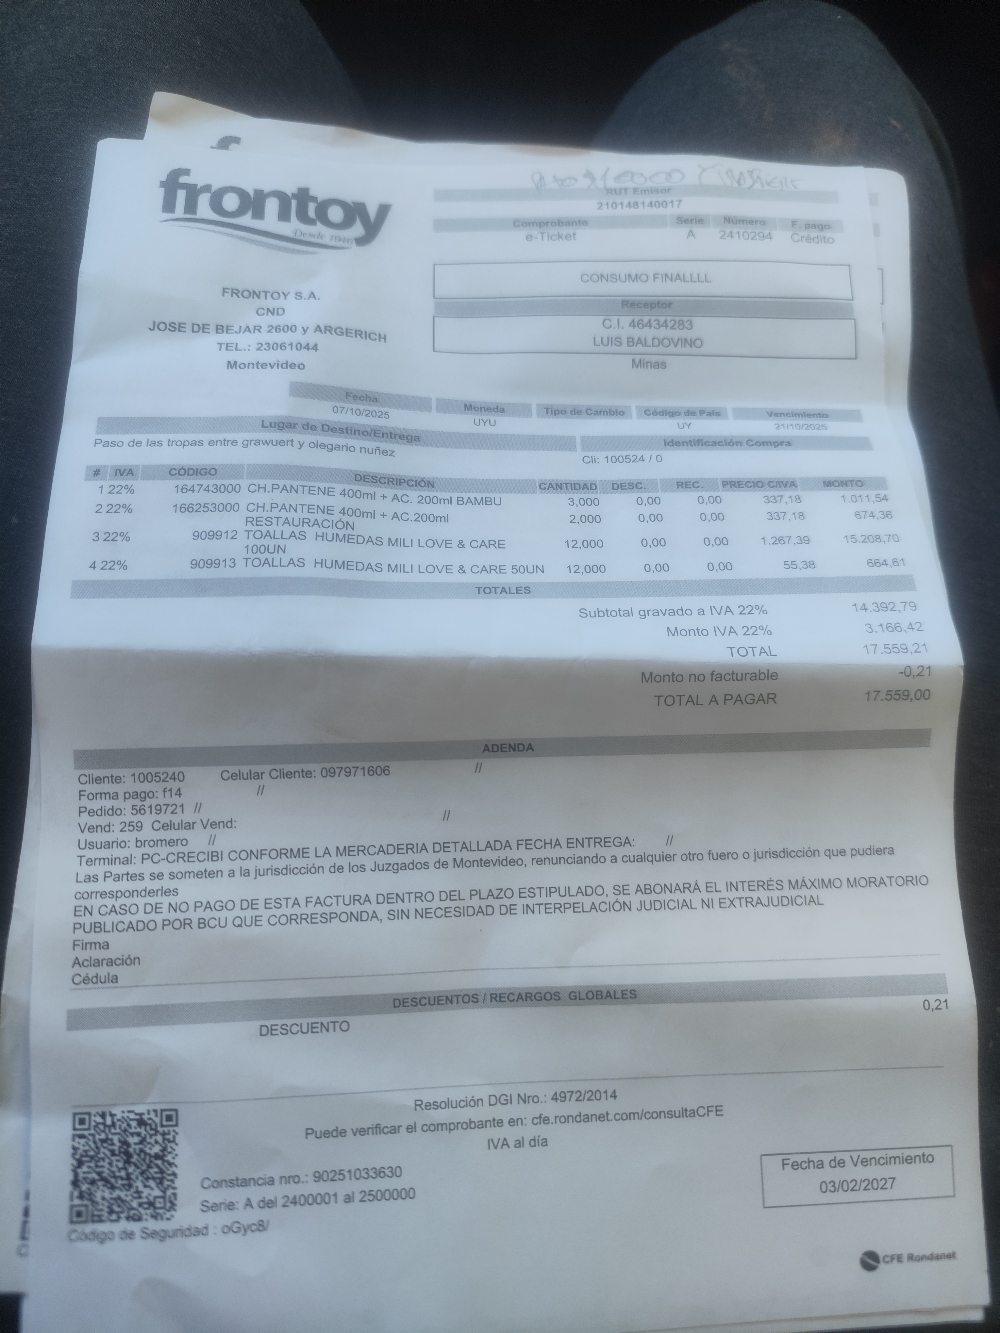 frontoy
Desde 1946
RUT Emisor
210148140017
Comprobante Serie Número F. pago
e-Ticket A 2410294 Crédito
CONSUMO FINALLLL
Receptor
C.I. 46434283
LUIS BALDOVINO
Minas
FRONTOY S.A.
CND
JOSE DE BEJAR 2600 y ARGERICH
TEL.: 23061044
Montevideo
Fecha Moneda Tipo de Cambio Código de País Vencimiento
07/10/2025 UYU UY 21/10/2025
Lugar de Destino/Entrega Identificación Compra
Paso de las tropas entre grawuert y olegario nuñez Cli: 100524 / 0
# IVA CÓDIGO DESCRIPCIÓN CANTIDAD DESC. REC. PRECIO C/IVA MONTO
1 22% 164743000 CH.PANTENE 400ml + AC. 200ml BAMBU 3,000 0,00 0,00 337,18 1.011,54
2 22% 166253000 CH.PANTENE 400ml + AC.200ml 2,000 0,00 0,00 337,18 674,36
RESTAURACIÓN
3 22% 909912 TOALLAS HUMEDAS MILI LOVE & CARE 12,000 0,00 0,00 1.267,39 15.208,70
100UN
4 22% 909913 TOALLAS HUMEDAS MILI LOVE & CARE 50UN 12,000 0,00 0,00 55,38 664,61
TOTALES
Subtotal gravado a IVA 22% 14.392,79
Monto IVA 22% 3.166,42
TOTAL 17.559,21
Monto no facturable -0,21
TOTAL A PAGAR 17.559,00
ADENDA
Cliente: 1005240 Celular Cliente: 097971606 //
Forma pago: f14 //
Pedido: 5619721 //
Vend: 259 Celular Vend: //
Usuario: bromero //
Terminal: PC-CRECIBI CONFORME LA MERCADERIA DETALLADA FECHA ENTREGA: //
Las Partes se someten a la jurisdicción de los Juzgados de Montevideo, renunciando a cualquier otro fuero o jurisdicción que pudiera
corresponderles
EN CASO DE NO PAGO DE ESTA FACTURA DENTRO DEL PLAZO ESTIPULADO, SE ABONARÁ EL INTERÉS MÁXIMO MORATORIO
PUBLICADO POR BCU QUE CORRESPONDA, SIN NECESIDAD DE INTERPELACIÓN JUDICIAL NI EXTRAJUDICIAL
Firma
Aclaración
Cédula
DESCUENTOS / RECARGOS GLOBALES
DESCUENTO 0,21
Resolución DGI Nro.: 4972/2014
Puede verificar el comprobante en: cfe.rondanet.com/consultaCFE
IVA al día
Constancia nro.: 90251033630
Serie: A del 2400001 al 2500000
Código de Seguridad : oGyc8/
Fecha de Vencimiento
03/02/2027
CFE Rondanet